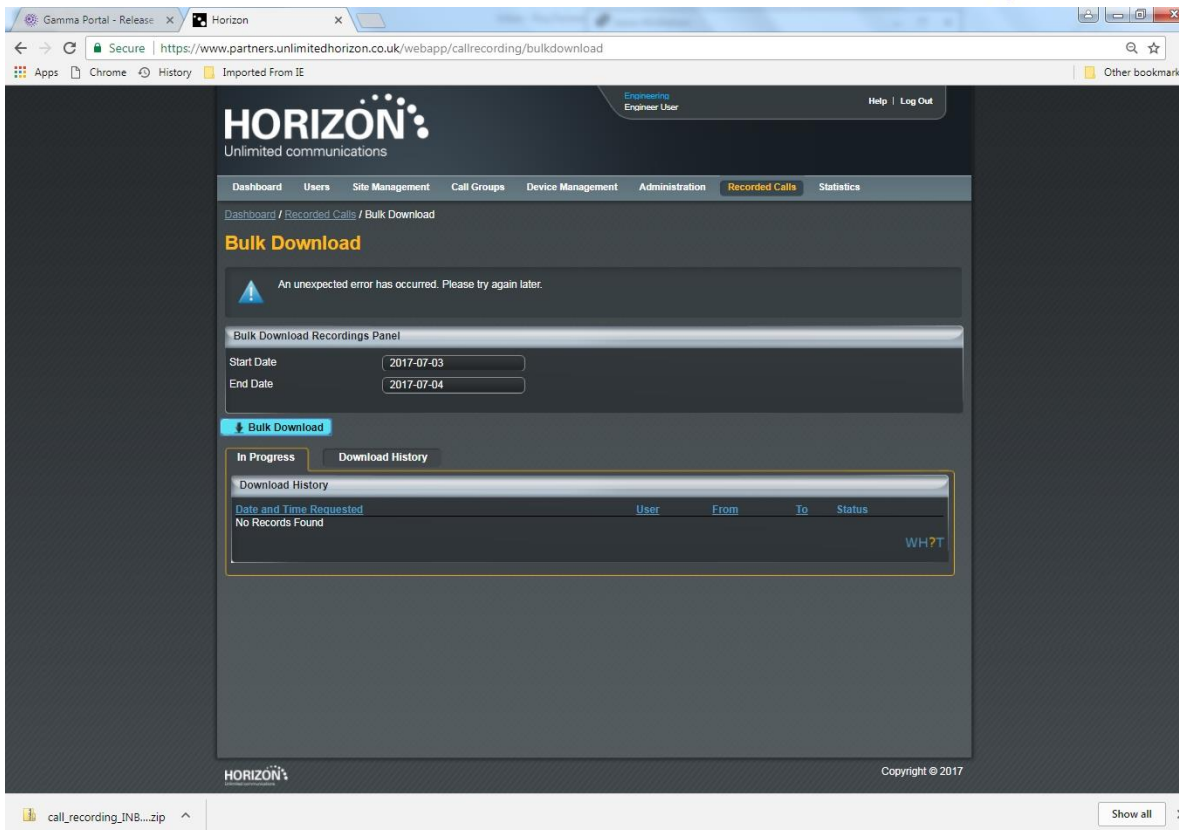 Gamma Portal - Release
Horizon
Secure | https://www.partners.unlimitedhorizon.co.uk/webapp/callrecording/bulkdownload
Apps Chrome History Imported From IE Other bookmark
Engineering
Engineer User
Help | Log Out
HORIZON
Unlimited communications
Dashboard Users Site Management Call Groups Device Management Administration Recorded Calls Statistics
Dashboard / Recorded Calls / Bulk Download
Bulk Download
An unexpected error has occurred. Please try again later.
Bulk Download Recordings Panel
Start Date 2017-07-03
End Date 2017-07-04
Bulk Download
In Progress Download History
Download History
Date and Time Requested User From To Status
No Records Found
WH?T
HORIZON
Copyright © 2017
call_recording_INB....zip
Show all